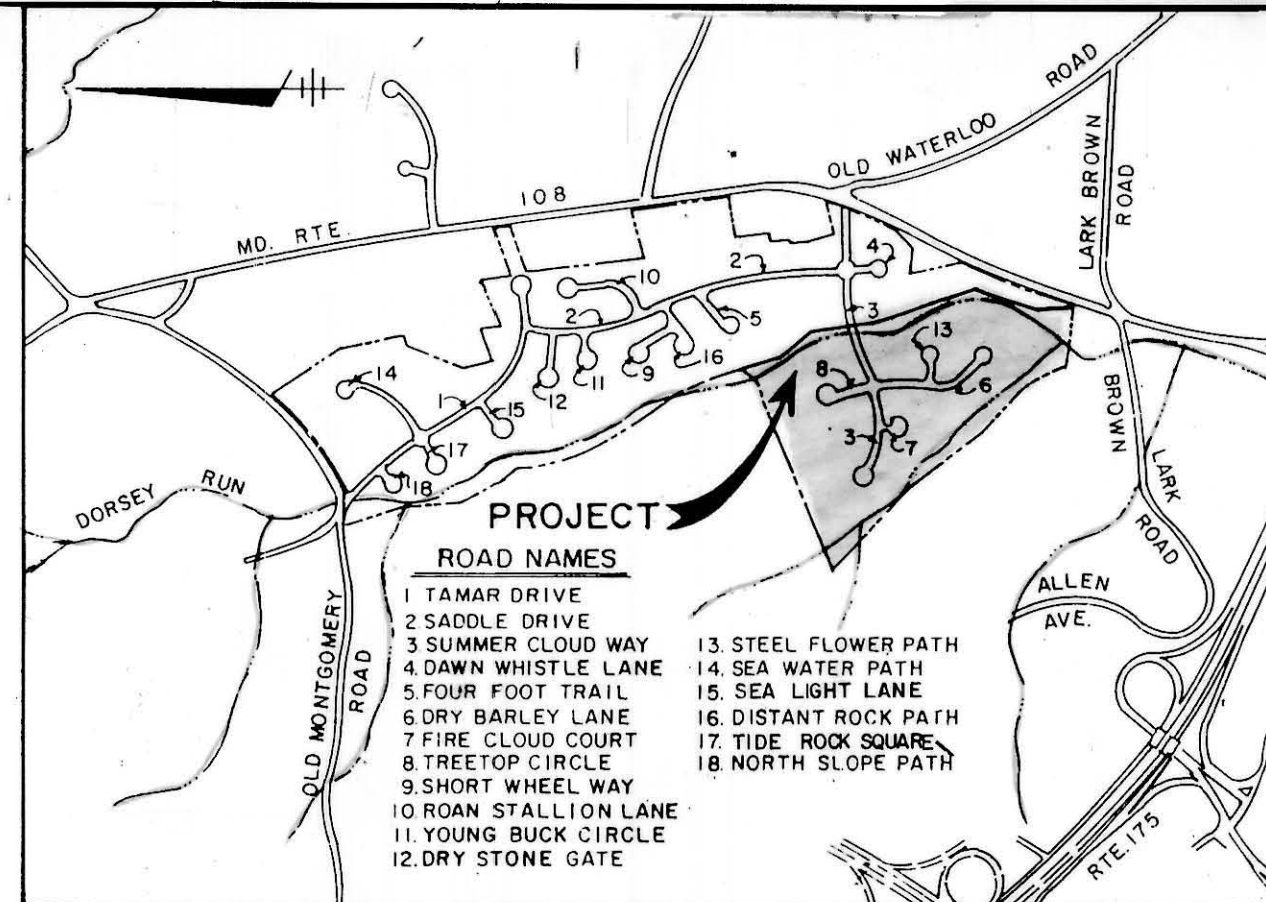 MD. RTE. 108
OLD WATERLOO ROAD
LARK BROWN
ROAD
4
10
2
3
13
2
5
8
6
14
9
16
11
12
1
15
3
7
17
18
BROWN
LARK
ROAD
DORSEY RUN
PROJECT
ALLEN
AVE.
OLD MONTGOMERY
ROAD
RTE. 175
ROAD NAMES
1 TAMAR DRIVE
2 SADDLE DRIVE
3 SUMMER CLOUD WAY
4. DAWN WHISTLE LANE
5. FOUR FOOT TRAIL
6. DRY BARLEY LANE
7 FIRE CLOUD COURT
8. TREETOP CIRCLE
9. SHORT WHEEL WAY
10. ROAN STALLION LANE
11. YOUNG BUCK CIRCLE
12. DRY STONE GATE
13. STEEL FLOWER PATH
14. SEA WATER PATH
15. SEA LIGHT LANE
16. DISTANT ROCK PATH
17. TIDE ROCK SQUARE
18. NORTH SLOPE PATH